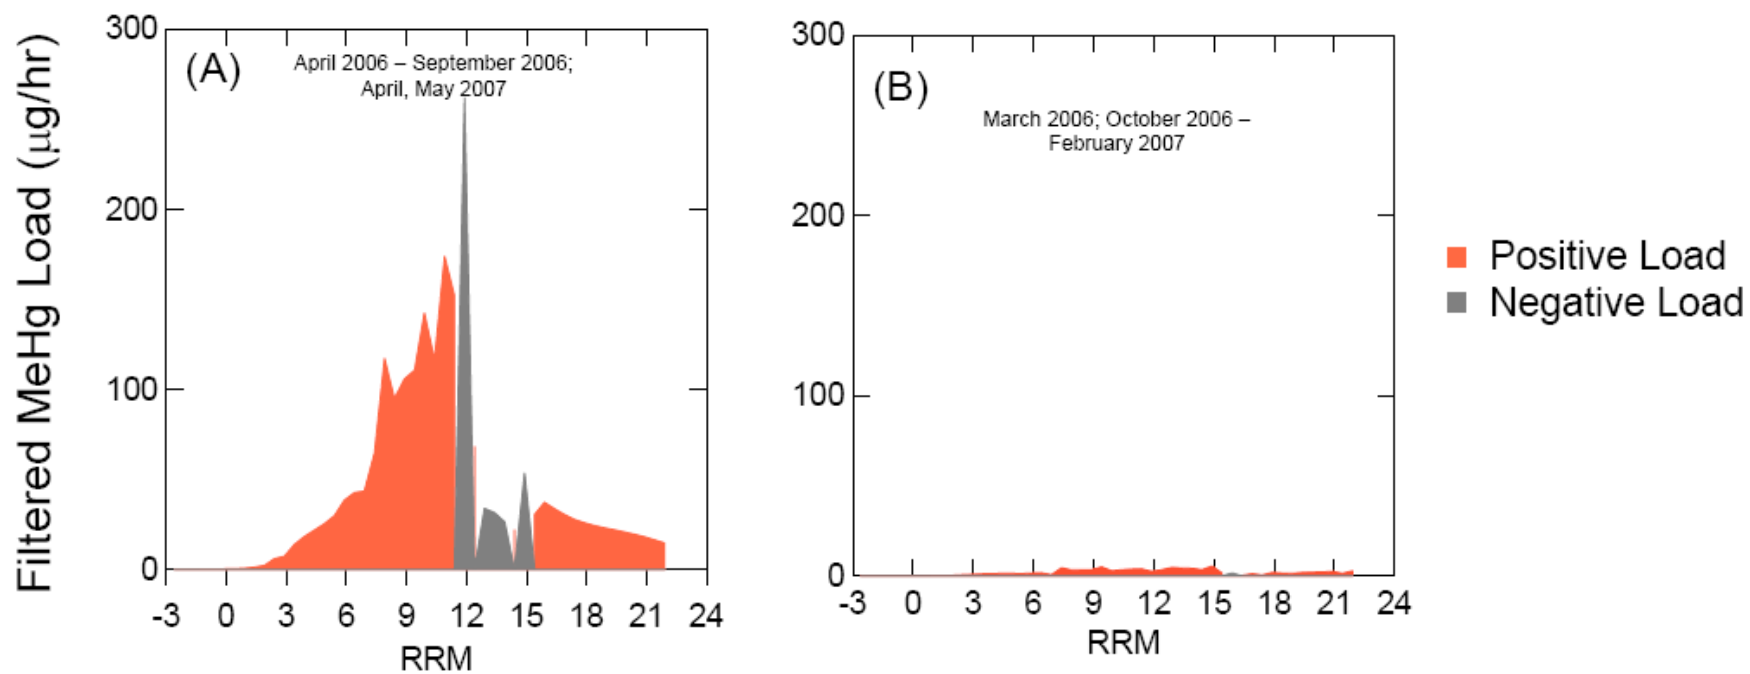 Filtered MeHg Load (µg/hr)
300
200
100
0
(A)
April 2006 – September 2006;
April, May 2007
-3 0 3 6 9 12 15 18 21 24
RRM
300
200
100
0
(B)
March 2006; October 2006 –
February 2007
-3 0 3 6 9 12 15 18 21 24
RRM
Positive Load
Negative Load